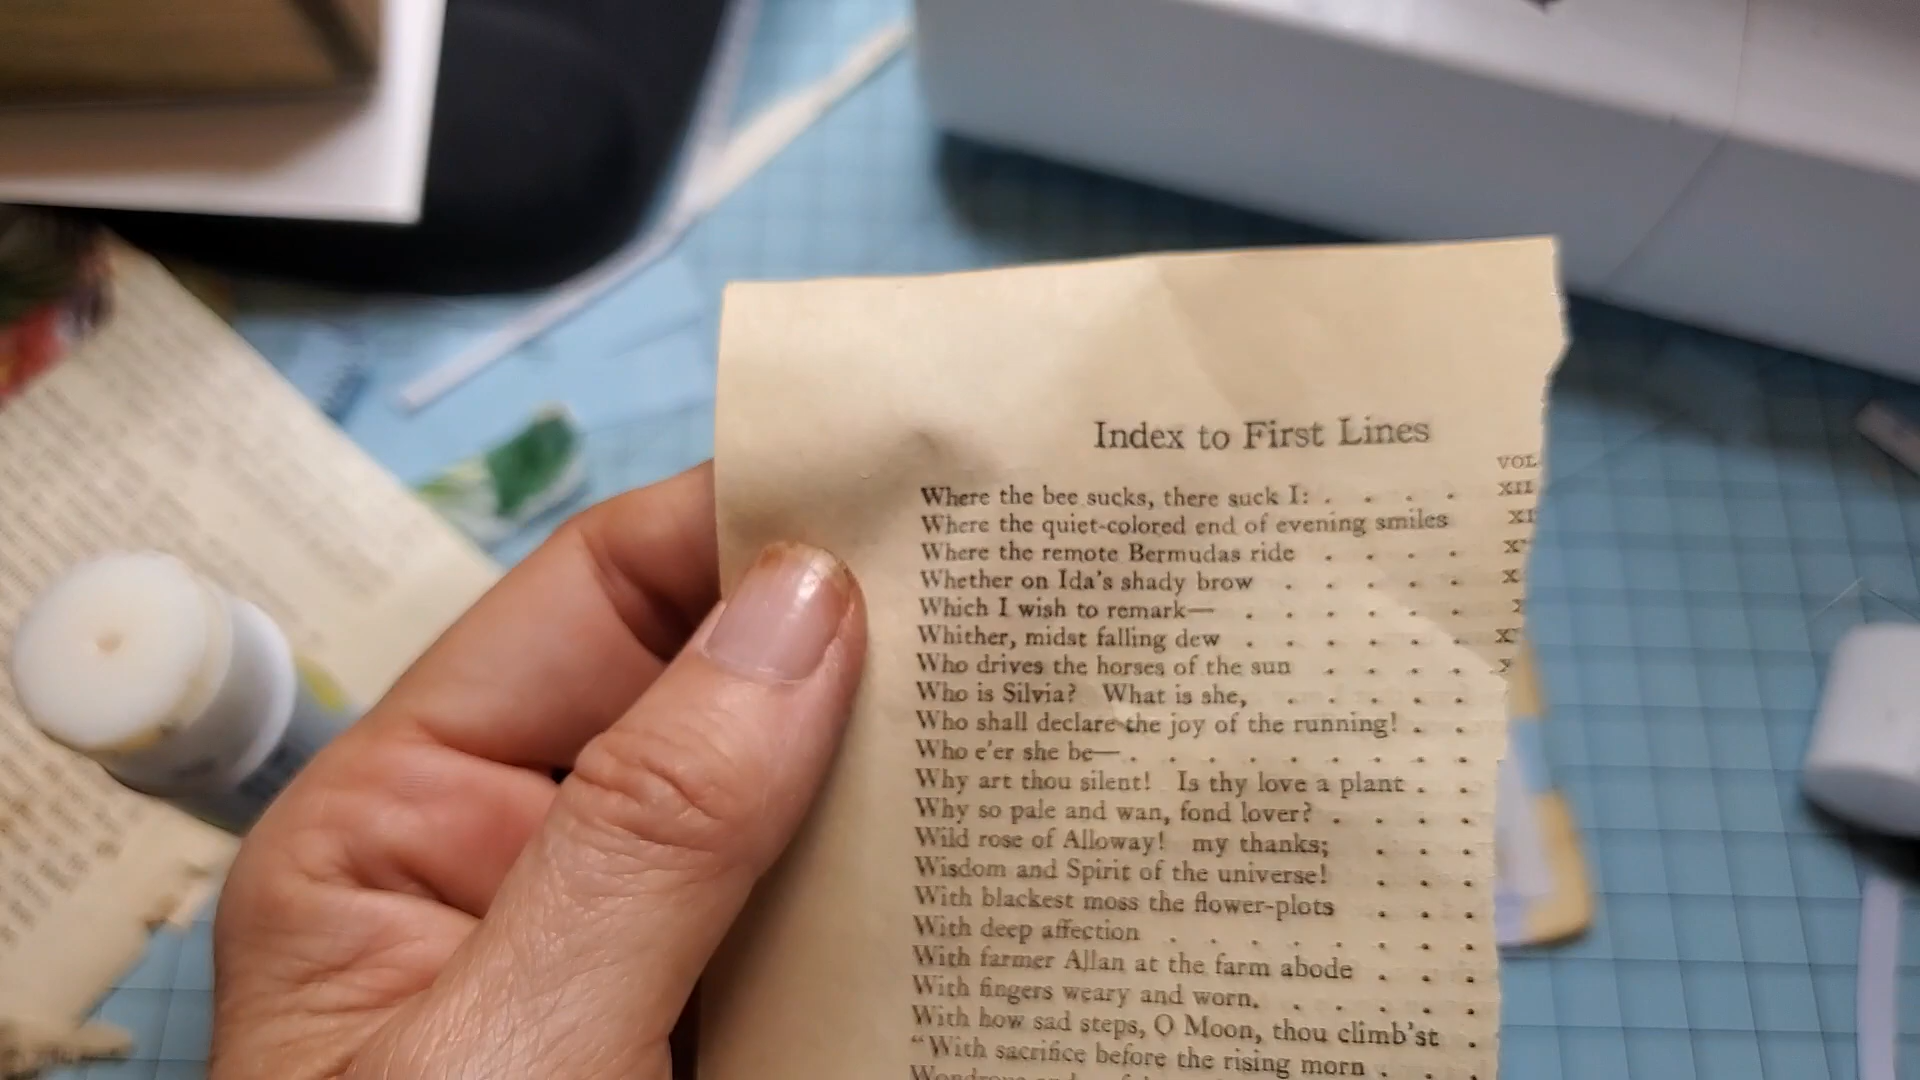 Index to First Lines
VOL
Where the bee sucks, there suck I: . . . . XII
Where the quiet-colored end of evening smiles XI
Where the remote Bermudas ride . . . . X
Whether on Ida's shady brow . . . . . X
Which I wish to remark— . . . . . .
Whither, midst falling dew . . . . . . X
Who drives the horses of the sun . . . .
Who is Silvia? What is she, . . . . .
Who shall declare the joy of the running! . .
Who e'er she be— . . . . . . . . .
Why art thou silent! Is thy love a plant . .
Why so pale and wan, fond lover? . . . .
Wild rose of Alloway! my thanks; . . .
Wisdom and Spirit of the universe! . . .
With blackest moss the flower-plots . . .
With deep affection . . . . . . . .
With farmer Allan at the farm abode . . .
With fingers weary and worn, . . . . .
With how sad steps, O Moon, thou climb'st .
“With sacrifice before the rising morn . . .